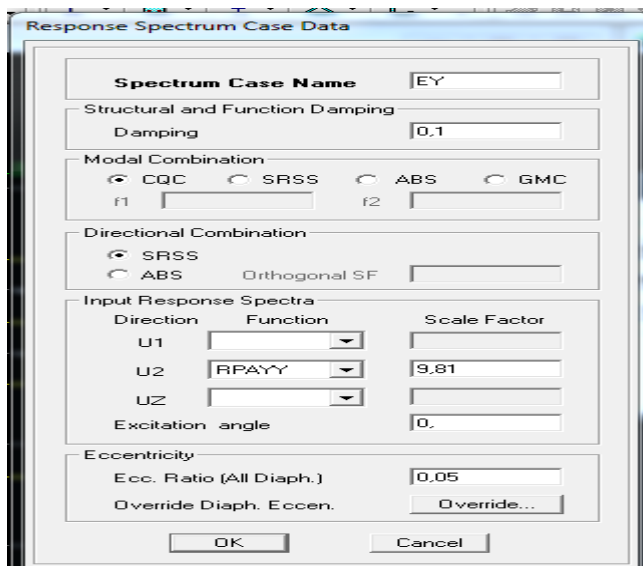 Response Spectrum Case Data
Spectrum Case Name EY
Structural and Function Damping
Damping 0,1
Modal Combination
CQC SRSS ABS GMC
f1 f2
Directional Combination
SRSS
ABS Orthogonal SF
Input Response Spectra
Direction Function Scale Factor
U1
U2 RPAYY 9,81
UZ
Excitation angle 0,
Eccentricity
Ecc. Ratio (All Diaph.) 0,05
Override Diaph. Eccen. Override...
OK Cancel